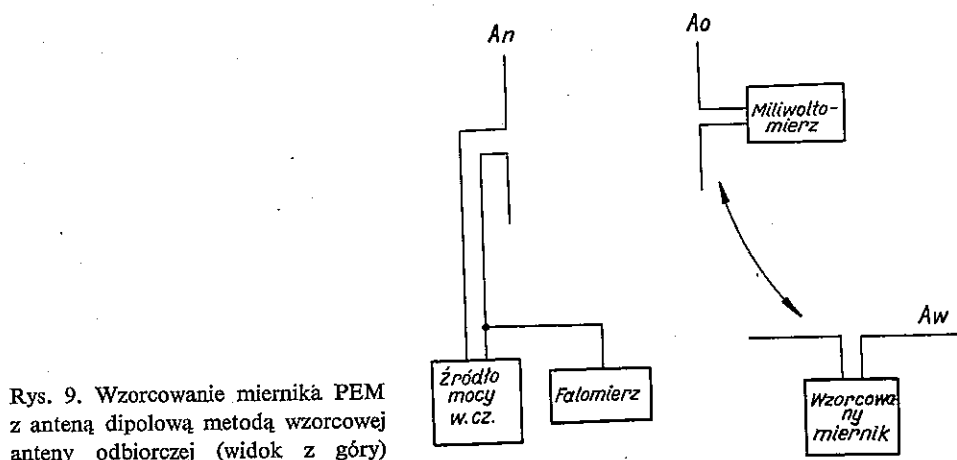 An
Ao
Miliwolto-
mierz
Aw
Źródło
mocy
w.cz.
Falomierz
Wzorcowa
ny
miernik
Rys. 9. Wzorcowanie miernika PEM
z anteną dipolową metodą wzorcowej
anteny odbiorczej (widok z góry)